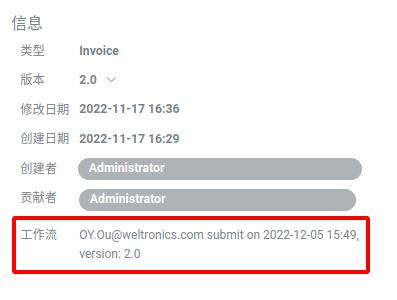 信息
类型 Invoice
版本 2.0
修改日期 2022-11-17 16:36
创建日期 2022-11-17 16:29
创建者 Administrator
贡献者 Administrator
工作流 OY.Ou@weltronics.com submit on 2022-12-05 15:49,
version: 2.0